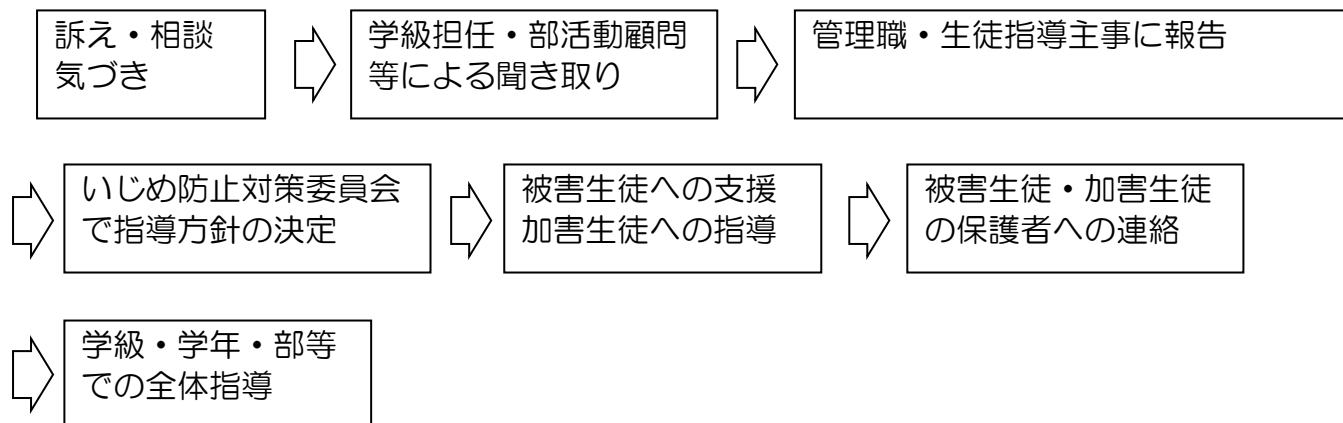 訴え・相談
気づき
学級担任・部活動顧問
等による聞き取り
管理職・生徒指導主事に報告
いじめ防止対策委員会
で指導方針の決定
被害生徒への支援
加害生徒への指導
被害生徒・加害生徒
の保護者への連絡
学級・学年・部等
での全体指導